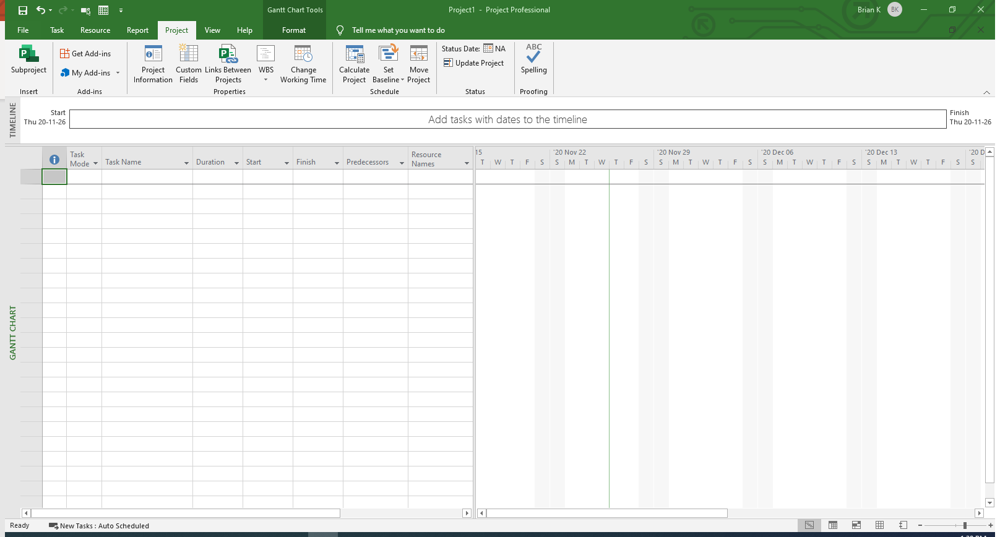 Gantt Chart Tools
Project1 - Project Professional
Brian K
BK
File
Task
Resource
Report
Project
View
Help
Format
Tell me what you want to do
Subproject
Get Add-ins
My Add-ins
Project Information
Custom Fields
Links Between Projects
WBS
Change Working Time
Calculate Project
Set Baseline
Move Project
Status Date: NA
Update Project
ABC
Spelling
Insert
Add-ins
Properties
Schedule
Status
Proofing
TIMELINE
Start
Thu 20-11-26
Add tasks with dates to the timeline
Finish
Thu 20-11-26
Task Mode
Task Name
Duration
Start
Finish
Predecessors
Resource Names
15
'20 Nov 22
'20 Nov 29
'20 Dec 06
'20 Dec 13
'20 D
T W T F S S M T W T F S S M T W T F S S M T W T F S S M T W T F S S
GANTT CHART
Ready
New Tasks : Auto Scheduled